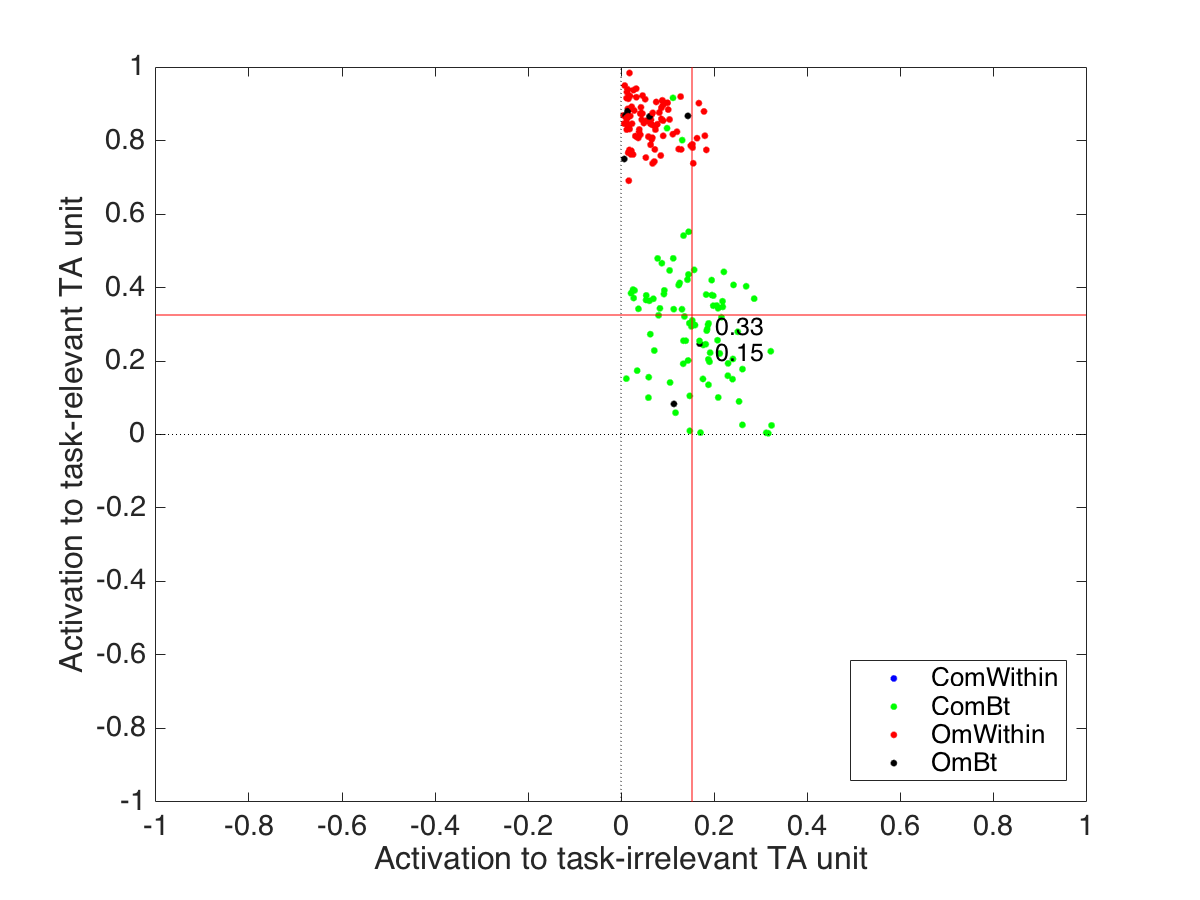 1
0.8
0.6
0.4
0.2
0
-0.2
-0.4
-0.6
-0.8
-1
Activation to task-relevant TA unit
0.33
0.15
ComWithin
ComBt
OmWithin
OmBt
-1 -0.8 -0.6 -0.4 -0.2 0 0.2 0.4 0.6 0.8 1
Activation to task-irrelevant TA unit